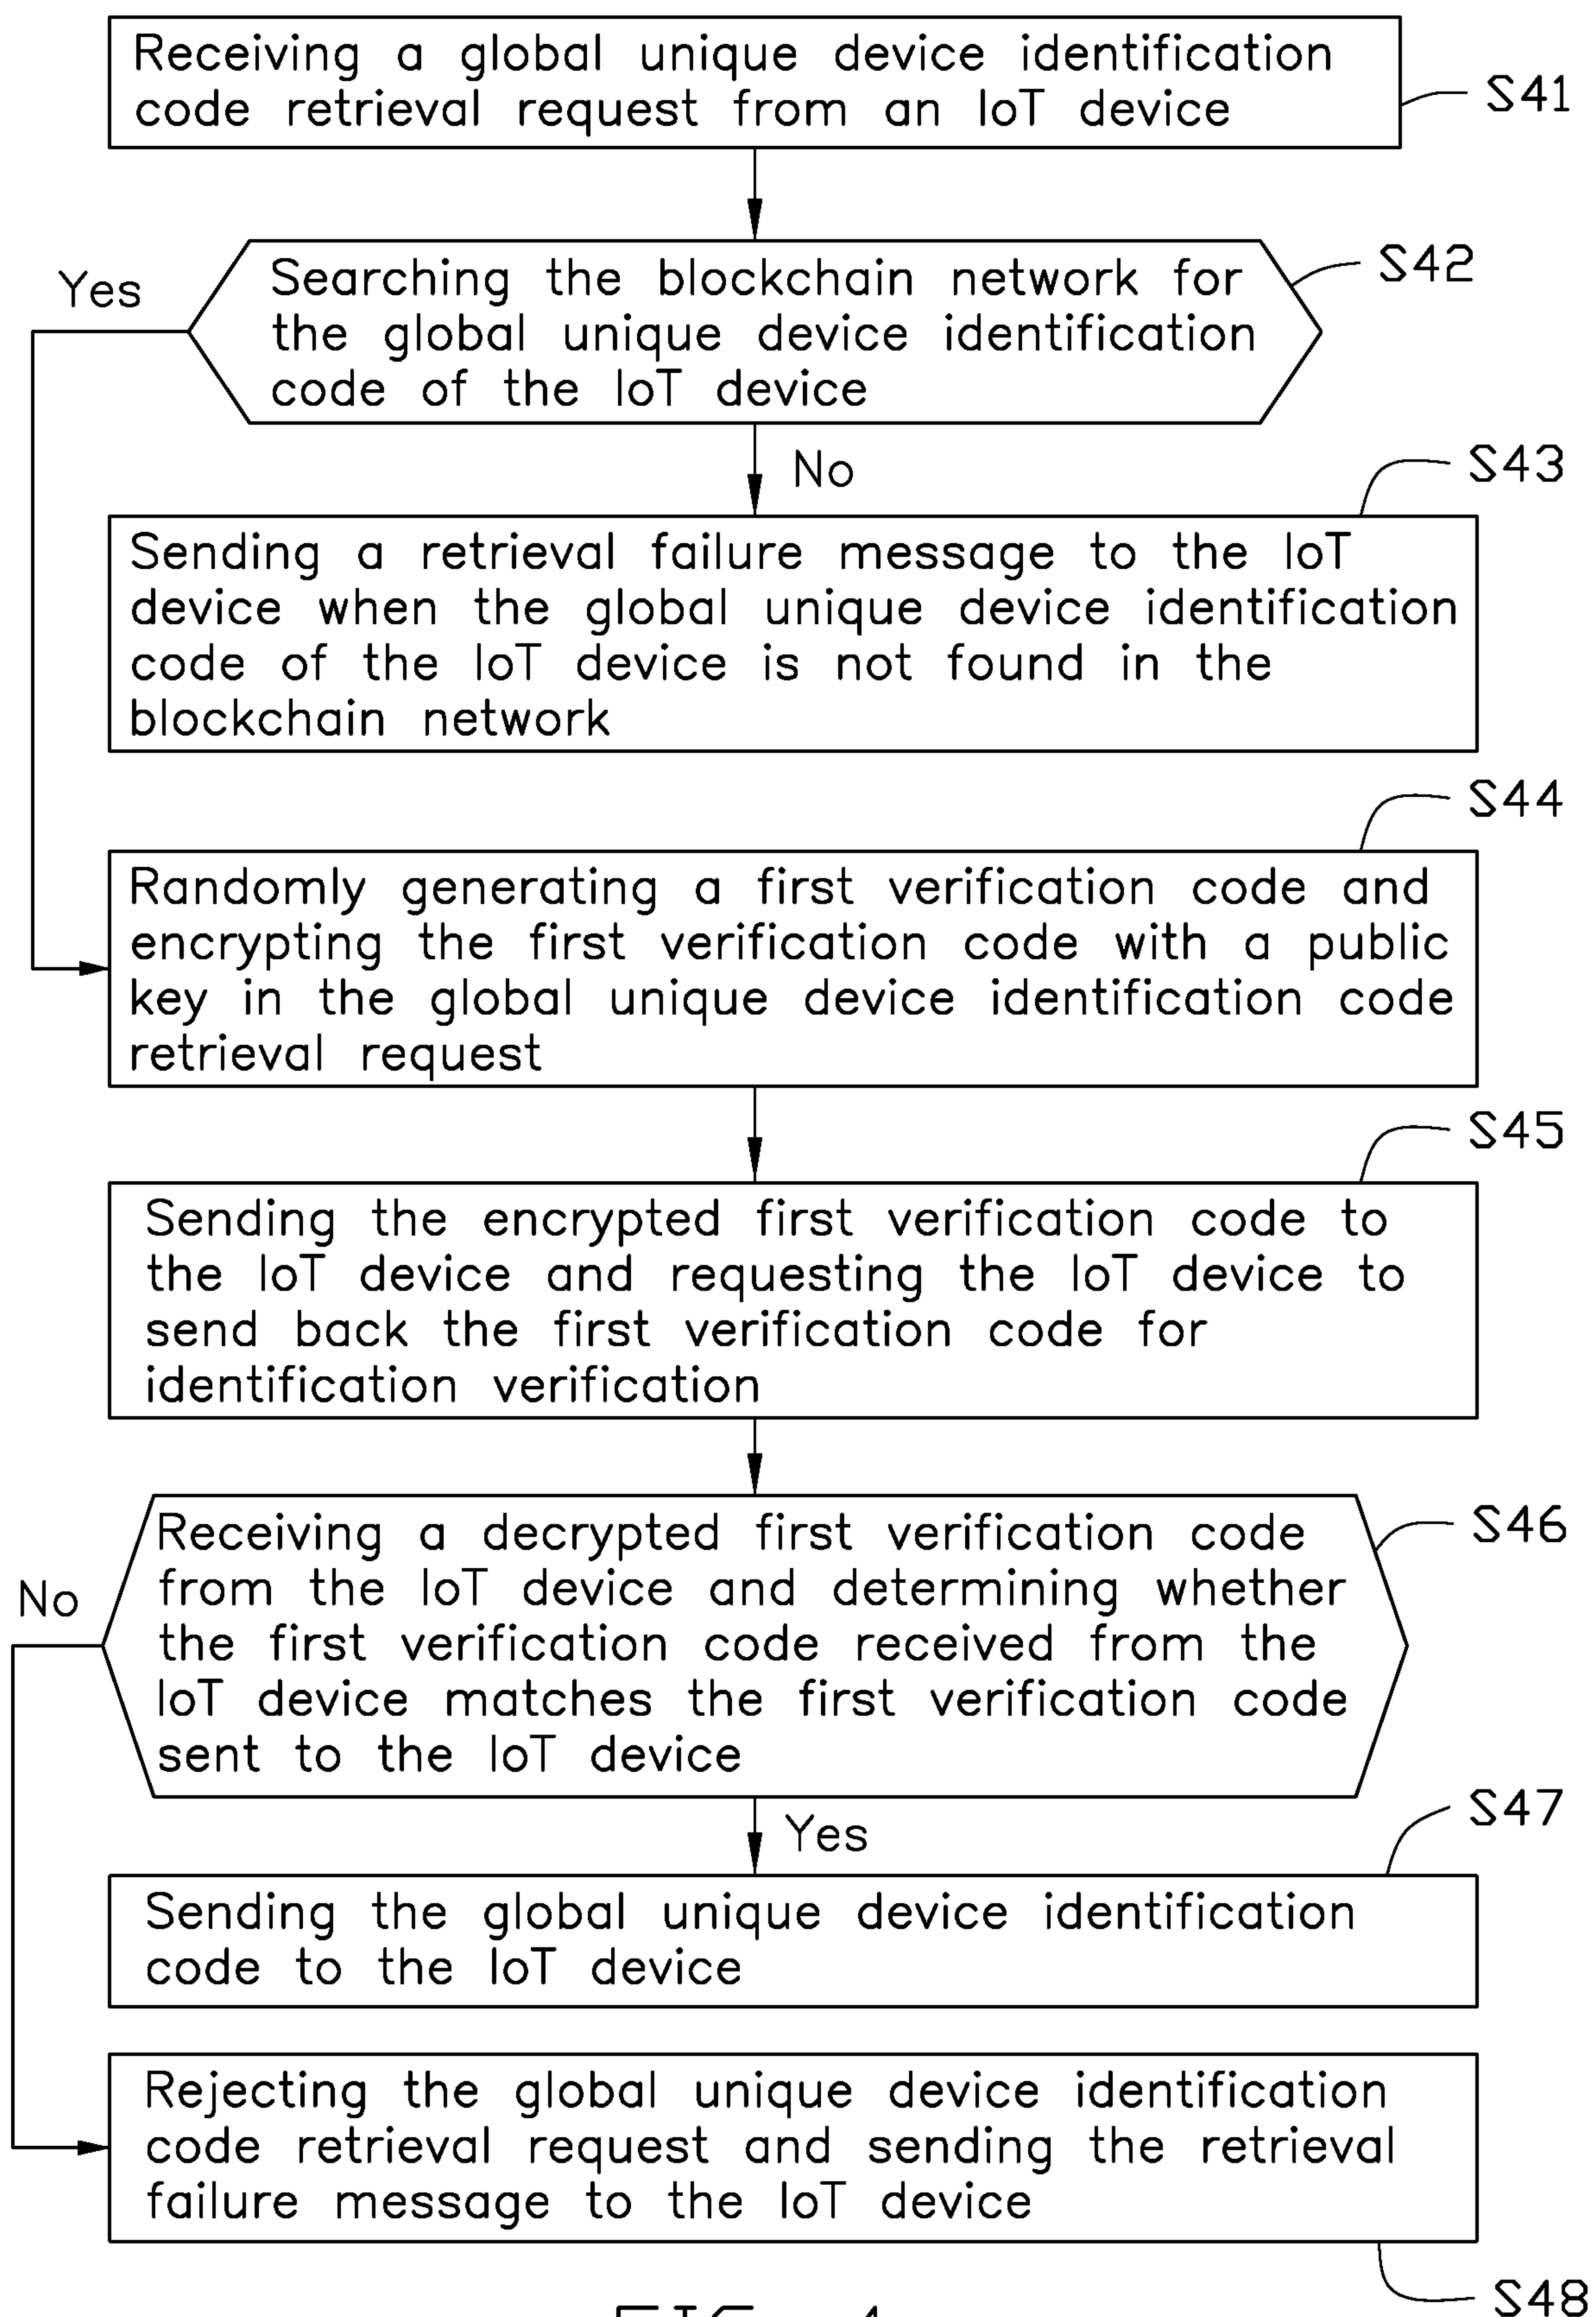 Receiving a global unique device identification
code retrieval request from an IoT device
S41
Searching the blockchain network for
the global unique device identification
code of the IoT device
S42
Yes
No
S43
Sending a retrieval failure message to the IoT
device when the global unique device identification
code of the IoT device is not found in the
blockchain network
S44
Randomly generating a first verification code and
encrypting the first verification code with a public
key in the global unique device identification code
retrieval request
S45
Sending the encrypted first verification code to
the IoT device and requesting the IoT device to
send back the first verification code for
identification verification
S46
Receiving a decrypted first verification code
from the IoT device and determining whether
the first verification code received from the
IoT device matches the first verification code
sent to the IoT device
No
Yes
S47
Sending the global unique device identification
code to the IoT device
Rejecting the global unique device identification
code retrieval request and sending the retrieval
failure message to the IoT device
S48